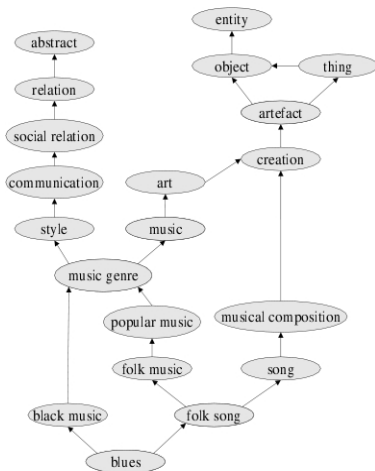 entity
abstract
object
thing
relation
artefact
social relation
creation
communication
art
style
music
music genre
popular music
musical composition
folk music
song
black music
folk song
blues